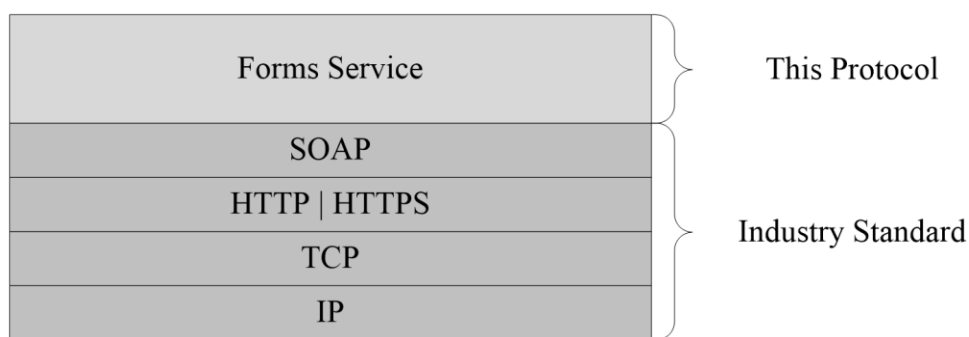 Forms Service
This Protocol
SOAP
HTTP | HTTPS
Industry Standard
TCP
IP